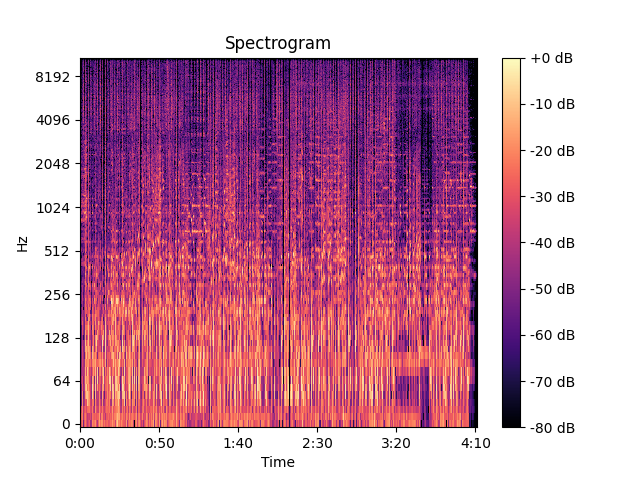 Spectrogram
Hz
8192
4096
2048
1024
512
256
128
64
0
0:00
0:50
1:40
2:30
3:20
4:10
Time
+0 dB
-10 dB
-20 dB
-30 dB
-40 dB
-50 dB
-60 dB
-70 dB
-80 dB